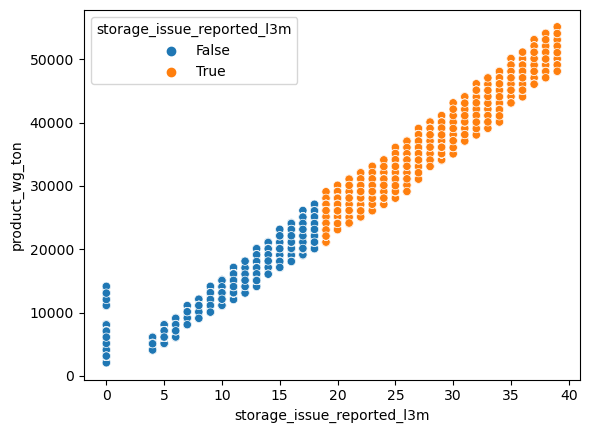 storage_issue_reported_l3m
False
True
50000
40000
30000
20000
10000
0
product_wg_ton
0 5 10 15 20 25 30 35 40
storage_issue_reported_l3m